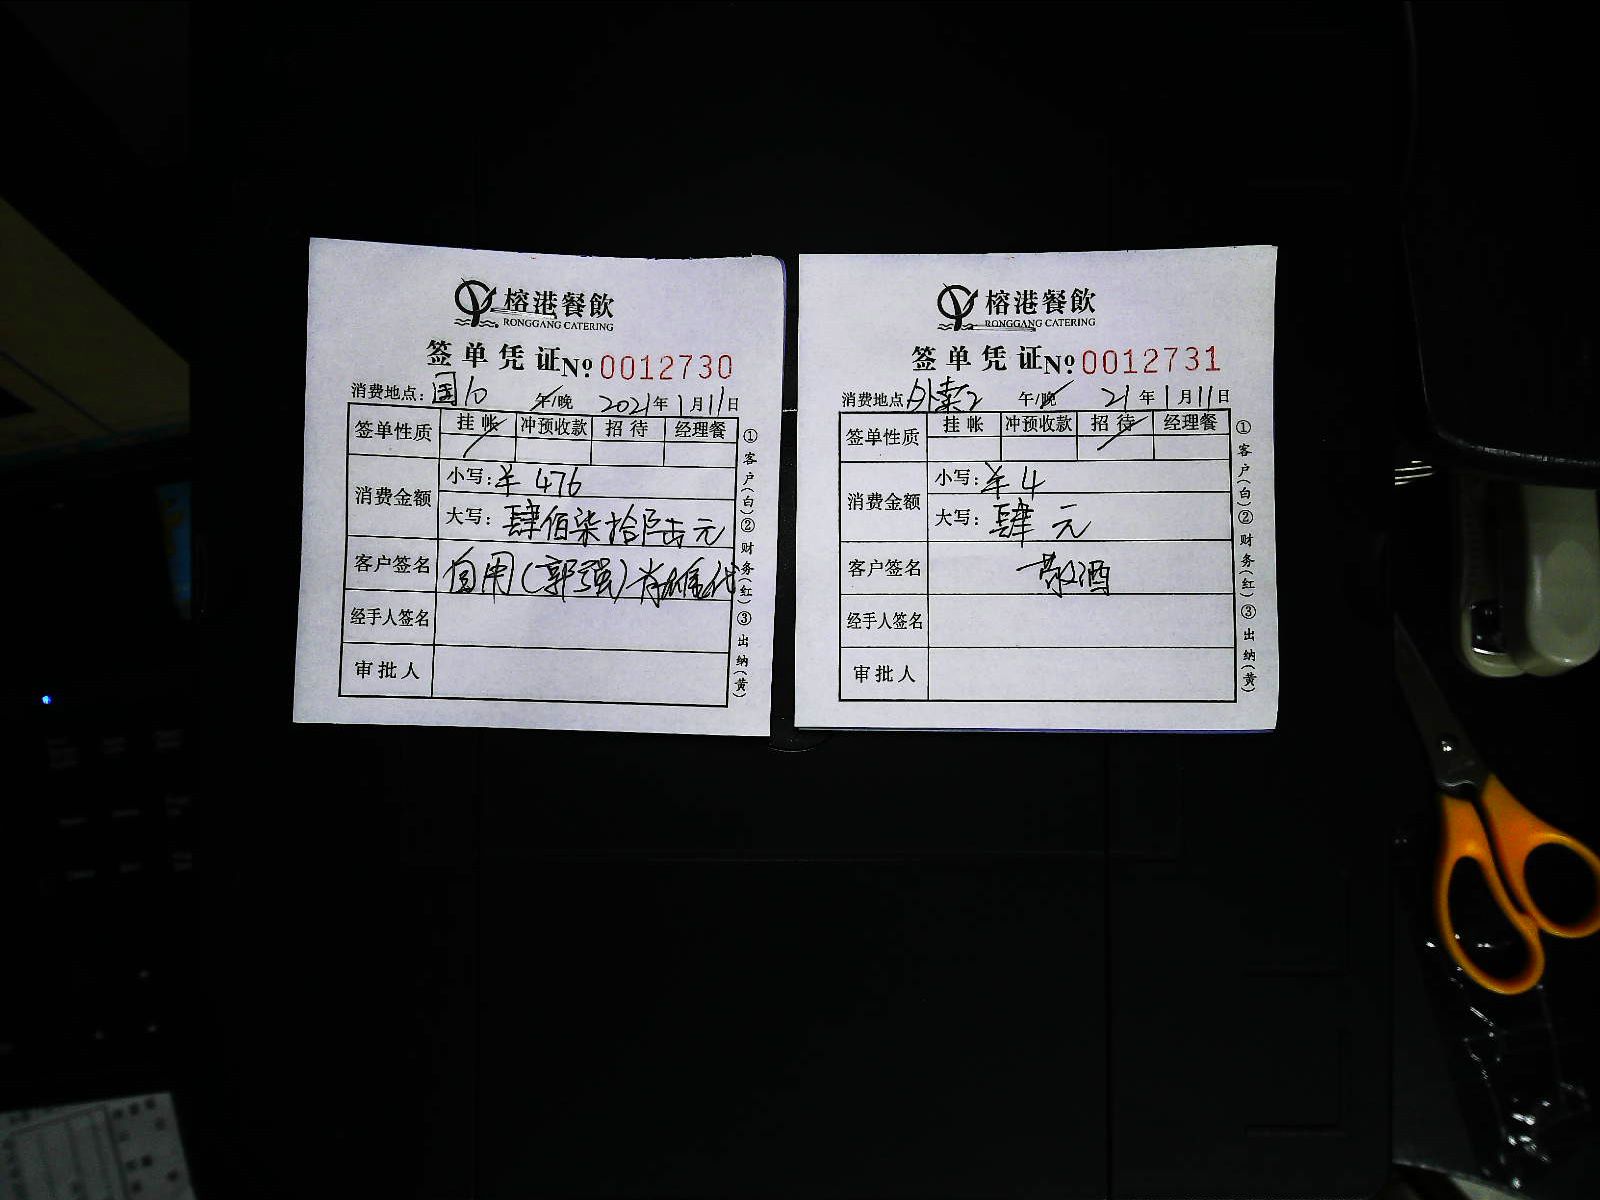 榕港餐飲
RONGGANG CATERING
签单凭证 №0012730
消费地点:国10 午/晚 2021年1月11日
签单性质 挂帐 冲预收款 招待 经理餐
消费金额 小写:¥ 476
大写:肆佰柒拾陆元
客户签名 自用(郭强)肖 代
经手人签名
审批人
①客户(白)②财务(红)③出纳(黄)
榕港餐飲
RONGGANG CATERING
签单凭证 №0012731
消费地点 外卖2 午/晚 21年1月11日
签单性质 挂帐 冲预收款 招待 经理餐
消费金额 小写:¥ 4
大写:肆元
客户签名 敬酒
经手人签名
审批人
①客户(白)②财务(红)③出纳(黄)